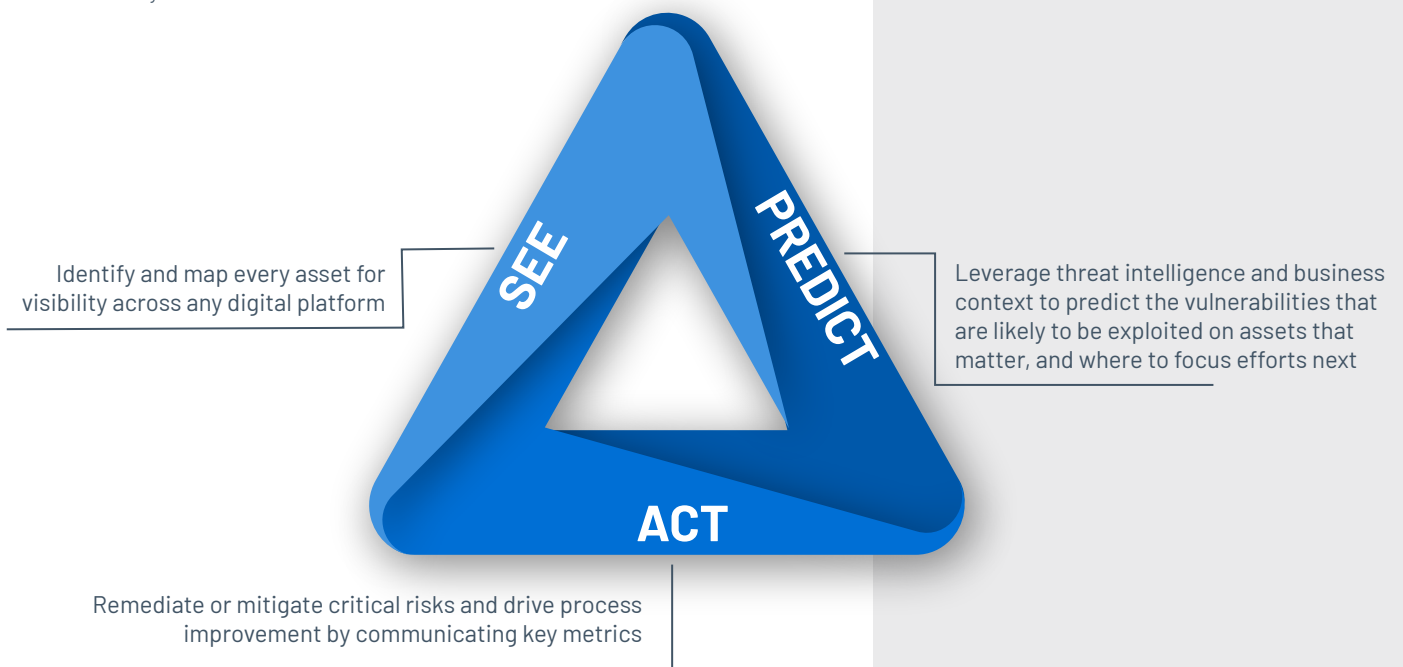 SEE
Identify and map every asset for
visibility across any digital platform
PREDICT
Leverage threat intelligence and business
context to predict the vulnerabilities that
are likely to be exploited on assets that
matter, and where to focus efforts next
ACT
Remediate or mitigate critical risks and drive process
improvement by communicating key metrics